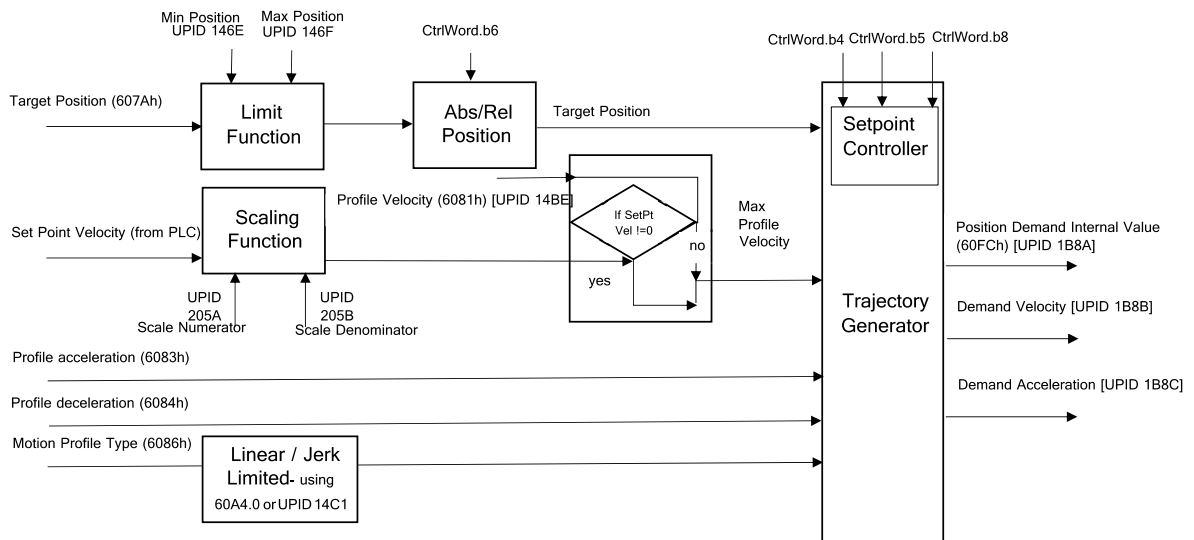 Min Position
UPID 146E
Max Position
UPID 146F
CtrlWord.b6
CtrlWord.b4
CtrlWord.b5
CtrlWord.b8
Target Position (607Ah)
Limit
Function
Abs/Rel
Position
Target Position
Setpoint
Controller
Profile Velocity (6081h) [UPID 14BE]
Set Point Velocity (from PLC)
Scaling
Function
If SetPt
Vel !=0
no
yes
Max
Profile
Velocity
UPID
205A
Scale Numerator
UPID
205B
Scale Denominator
Trajectory
Generator
Position Demand Internal Value
(60FCh) [UPID 1B8A]
Demand Velocity [UPID 1B8B]
Demand Acceleration [UPID 1B8C]
Profile acceleration (6083h)
Profile deceleration (6084h)
Motion Profile Type (6086h)
Linear / Jerk
Limited- using
60A4.0 or UPID 14C1